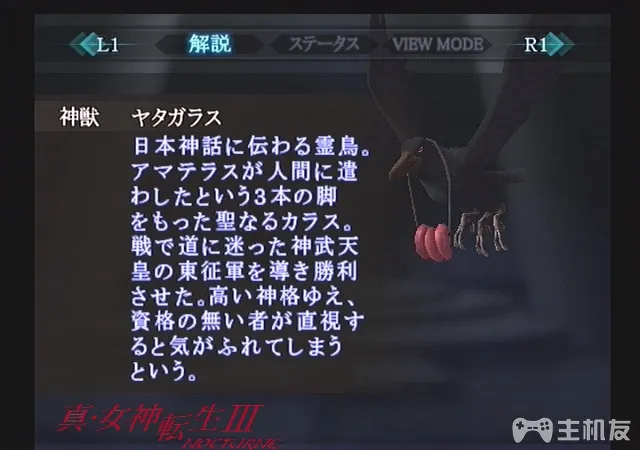 L1 解説 ステータス VIEW MODE R1
神獣 ヤタガラス
日本神話に伝わる霊鳥。
アマテラスが人間に遣
わしたという3本の脚
をもった聖なるカラス。
戦で道に迷った神武天
皇の東征軍を導き勝利
させた。高い神格ゆえ、
資格の無い者が直視す
ると気がふれてしまう
という。
真・女神転生III
NOCTURNE
主机友